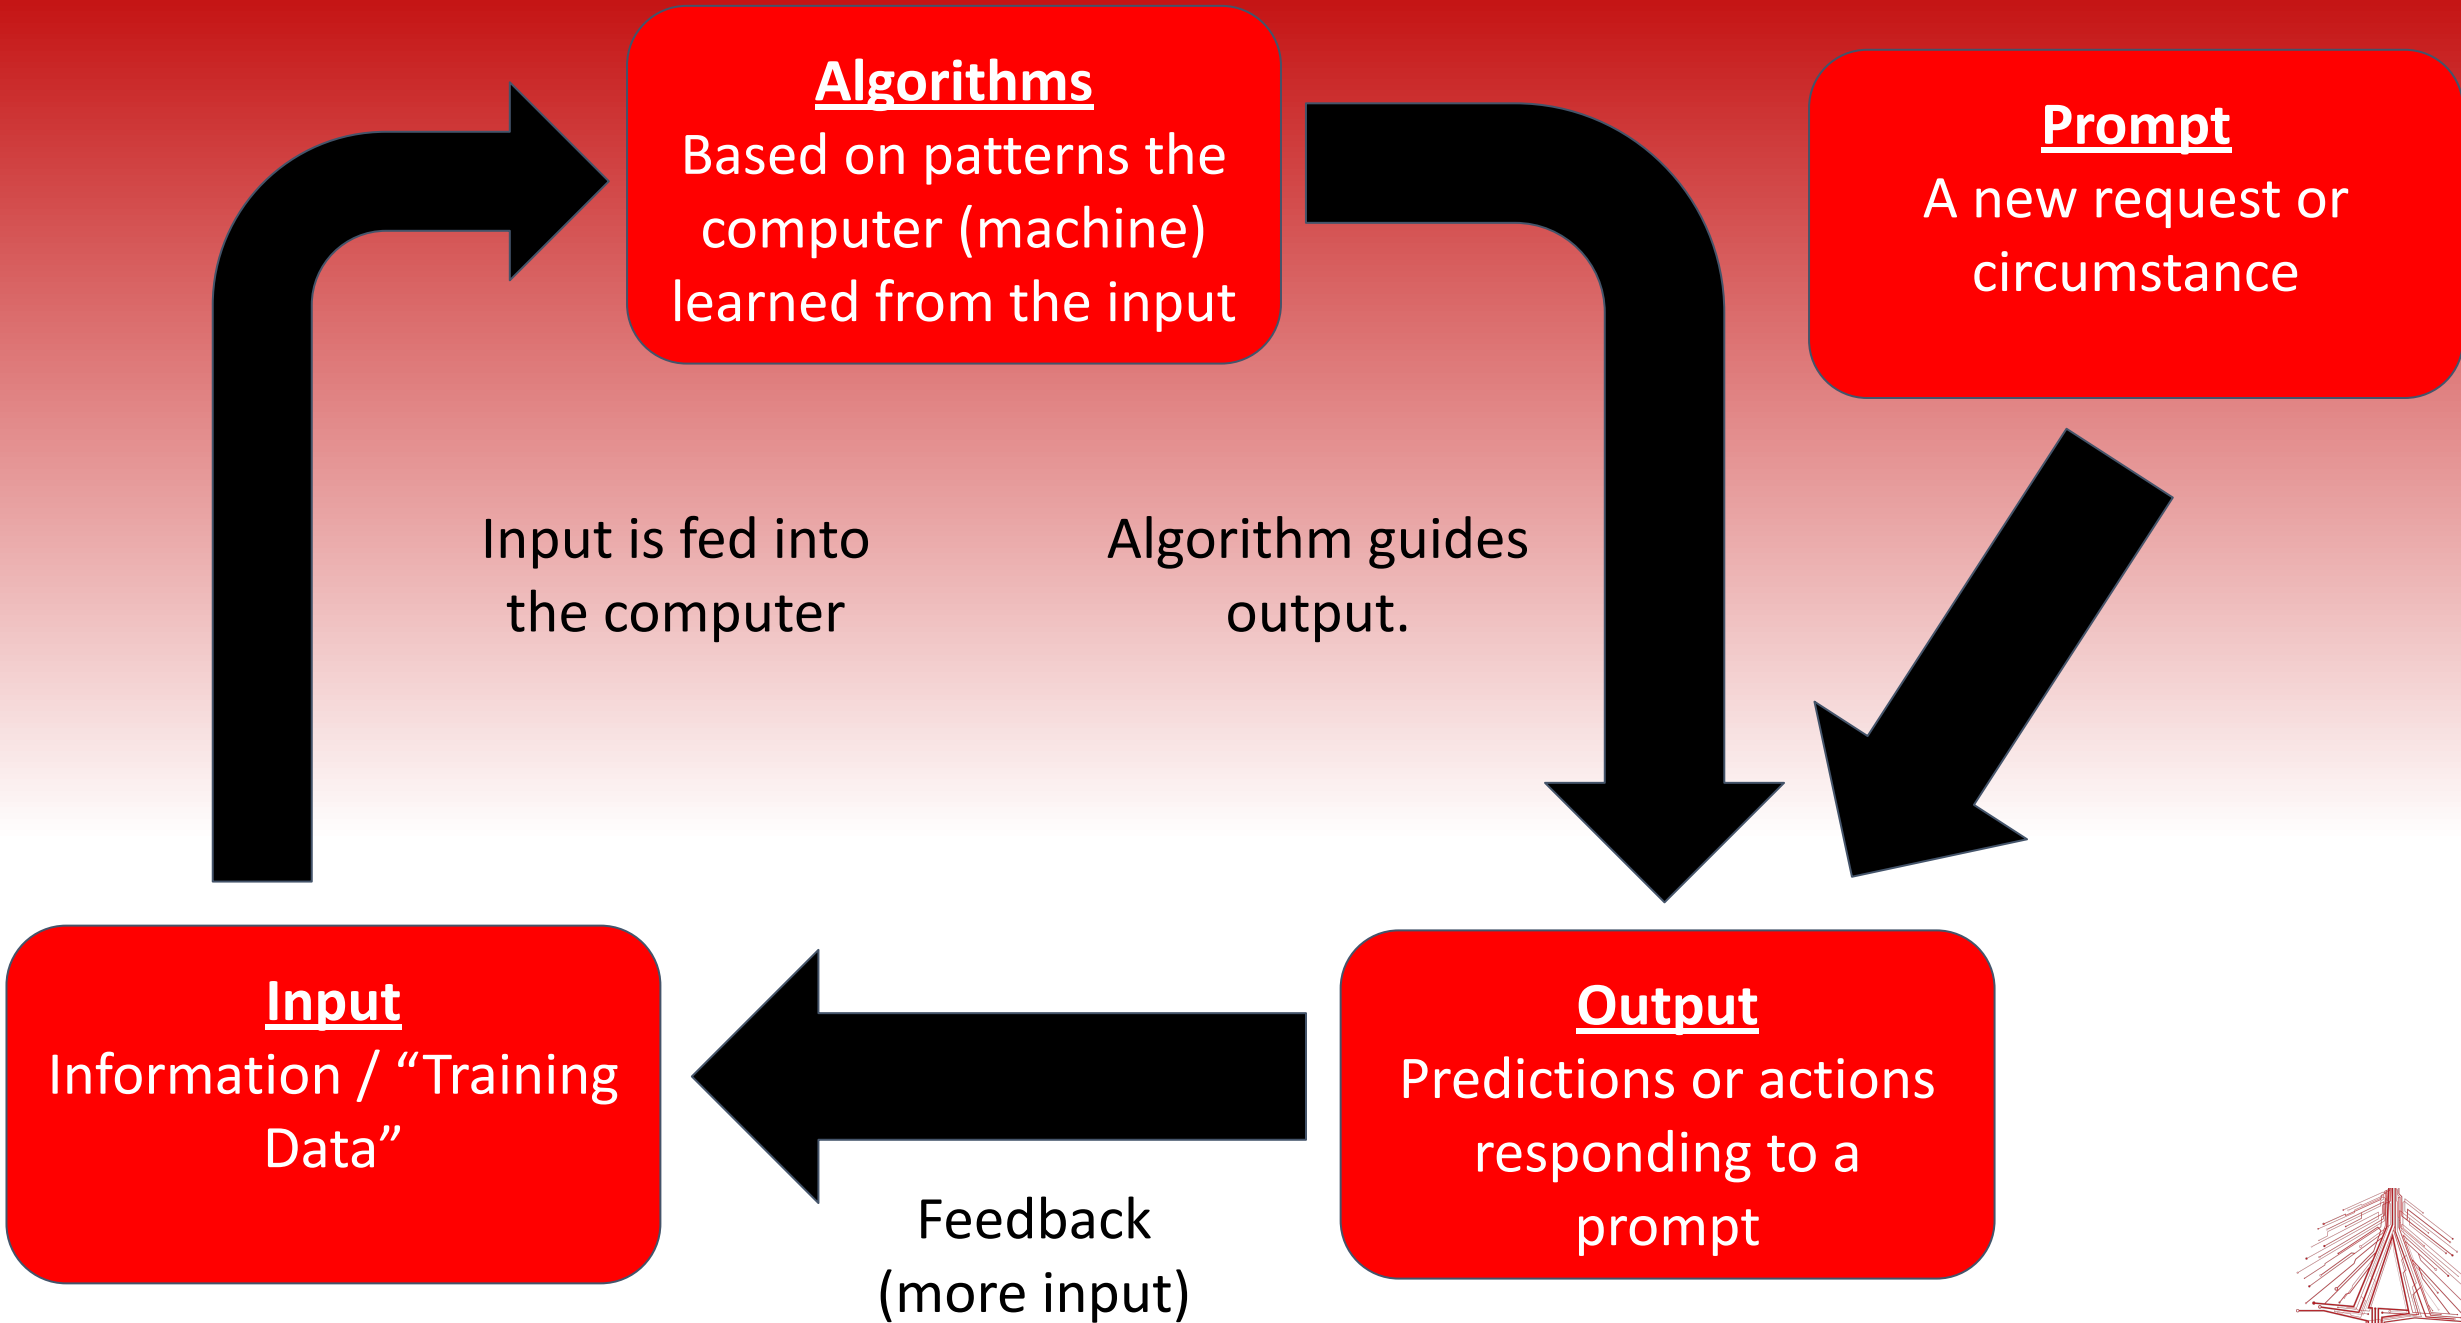 Algorithms
Based on patterns the
computer (machine)
learned from the input
Prompt
A new request or
circumstance
Input is fed into
the computer
Algorithm guides
output.
Input
Information / “Training
Data”
Output
Predictions or actions
responding to a
prompt
Feedback
(more input)